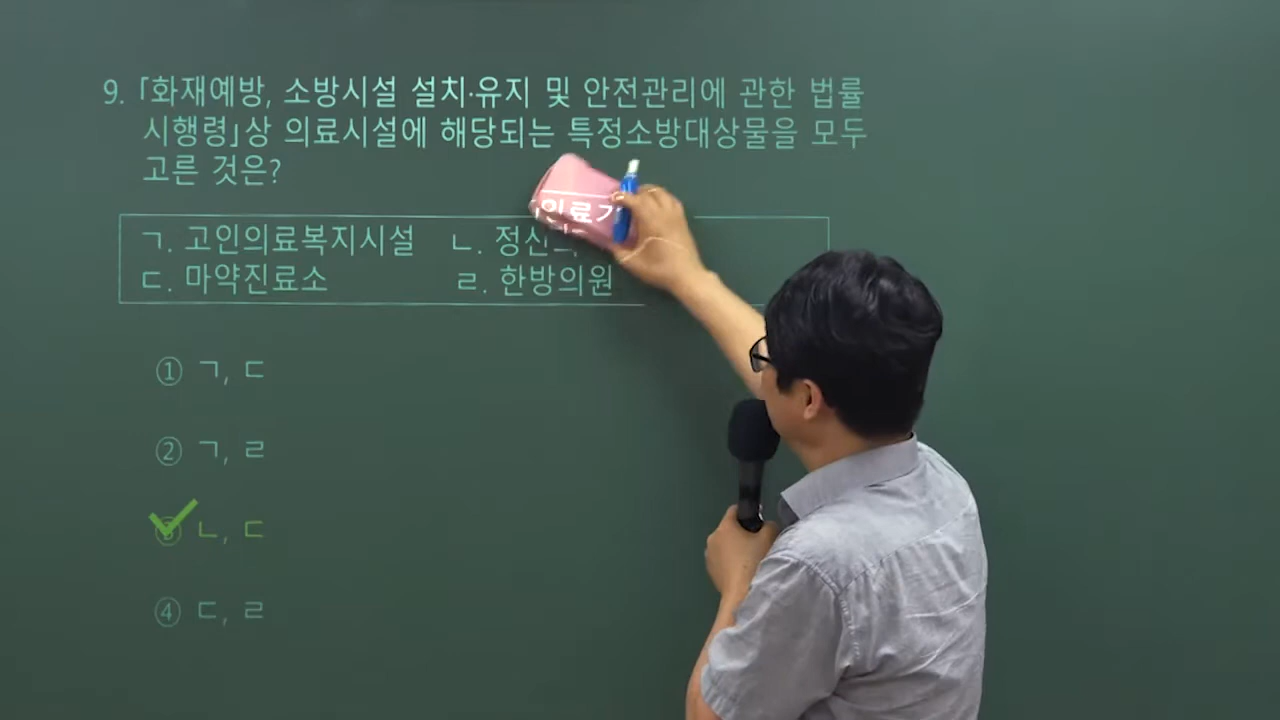 9. 「화재예방, 소방시설 설치·유지 및 안전관리에 관한 법률
시행령」상 의료시설에 해당되는 특정소방대상물을 모두
고른 것은?
ㄱ. 고인의료복지시설 ㄴ. 정신의
ㄷ. 마약진료소 ㄹ. 한방의원
① ㄱ, ㄷ
② ㄱ, ㄹ
③ ㄴ, ㄷ
④ ㄷ, ㄹ